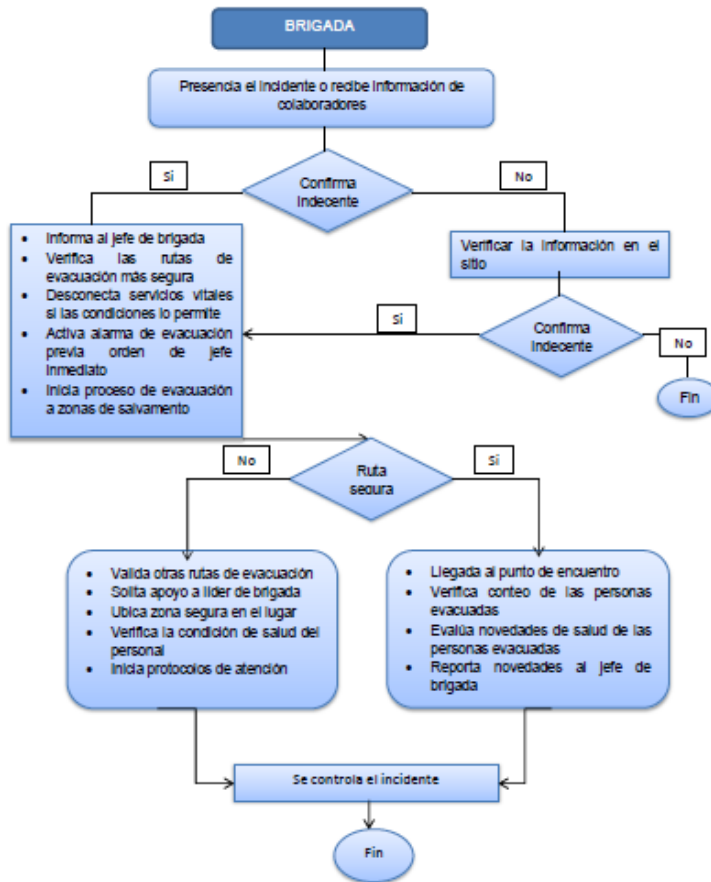 BRIGADA
Presencia el incidente o recibe información de
colaboradores
Si
Confirma
indecente
No
• Informa al jefe de brigada
• Verifica las rutas de
evacuación más segura
• Desconecta servicios vitales
si las condiciones lo permite
• Activa alarma de evacuación
previa orden de jefe
inmediato
• Inicia proceso de evacuación
a zonas de salvamento
Verificar la información en el
sitio
Si
Confirma
indecente
No
Fin
No
Ruta
segura
Si
• Valida otras rutas de evacuación
• Solita apoyo a líder de brigada
• Ubica zona segura en el lugar
• Verifica la condición de salud del
personal
• Inicia protocolos de atención
• Llegada al punto de encuentro
• Verifica conteo de las personas
evacuadas
• Evalúa novedades de salud de las
personas evacuadas
• Reporta novedades al jefe de
brigada
Se controla el incidente
Fin